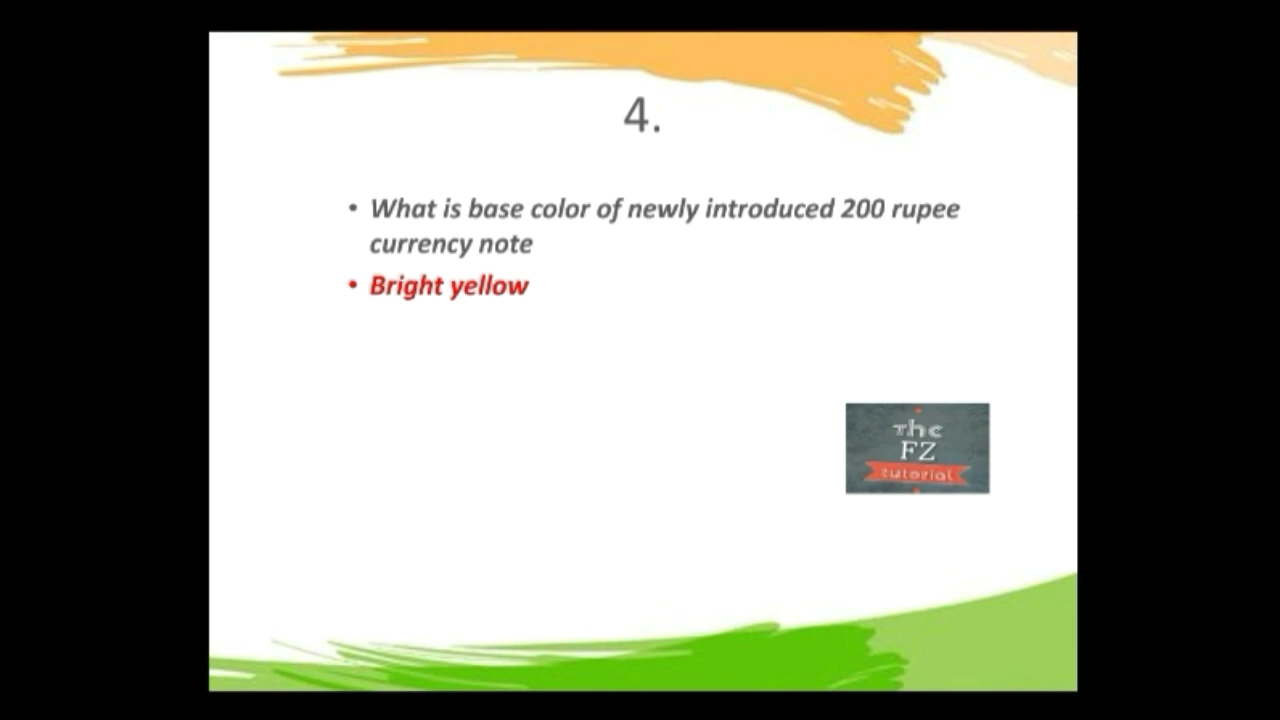 4.
• What is base color of newly introduced 200 rupee
currency note
• Bright yellow
The
FZ
tutorial